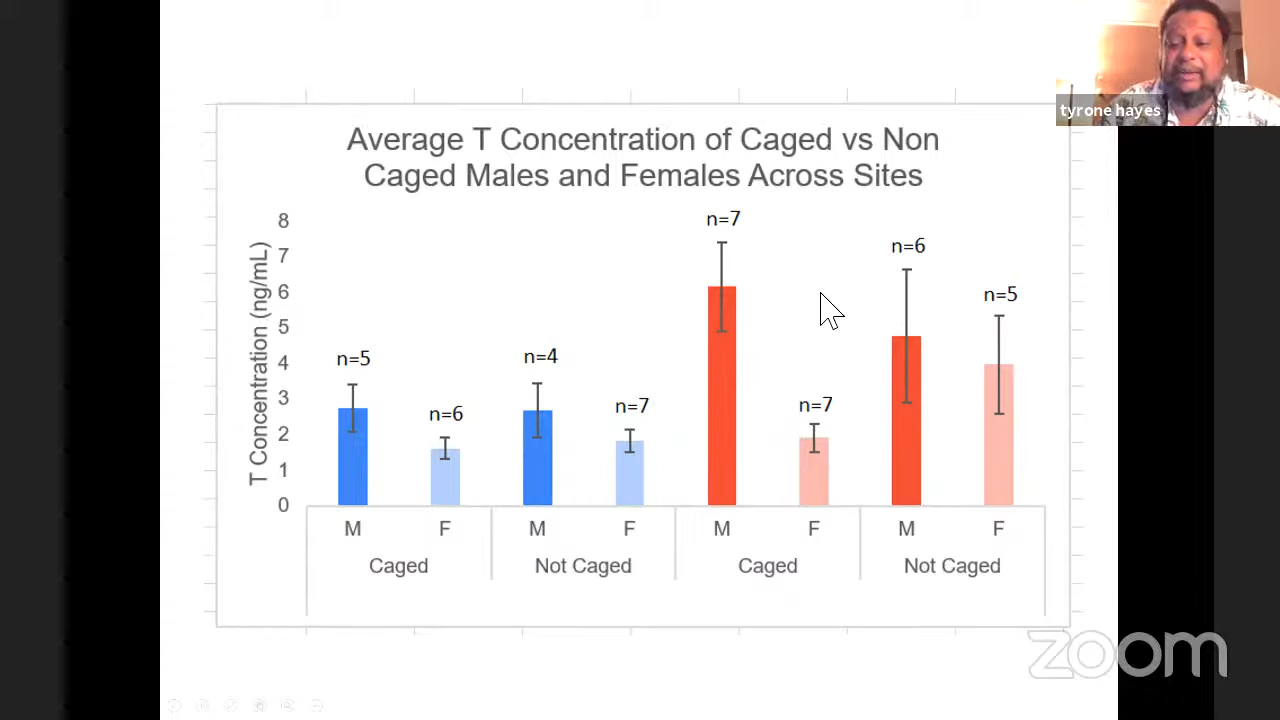 tyrone hayes
Average T Concentration of Caged vs Non
Caged Males and Females Across Sites
T Concentration (ng/mL)
8
7
6
5
4
3
2
1
0
n=5
n=6
n=4
n=7
n=7
n=7
n=6
n=5
M F M F M F M F
Caged Not Caged Caged Not Caged
zoom